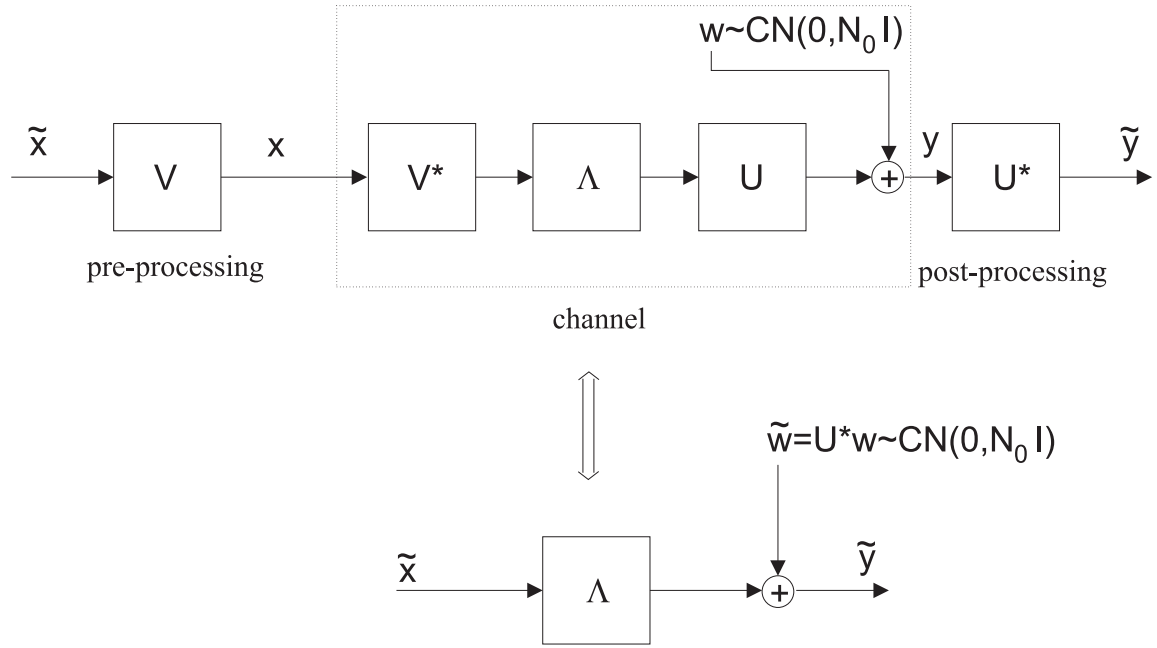 w~CN(0,N₀ I)
x̃
V
x
V*
Λ
U
+
y
U*
ỹ
pre-processing
post-processing
channel
w̃=U*w~CN(0,N₀ I)
x̃
Λ
+
ỹ